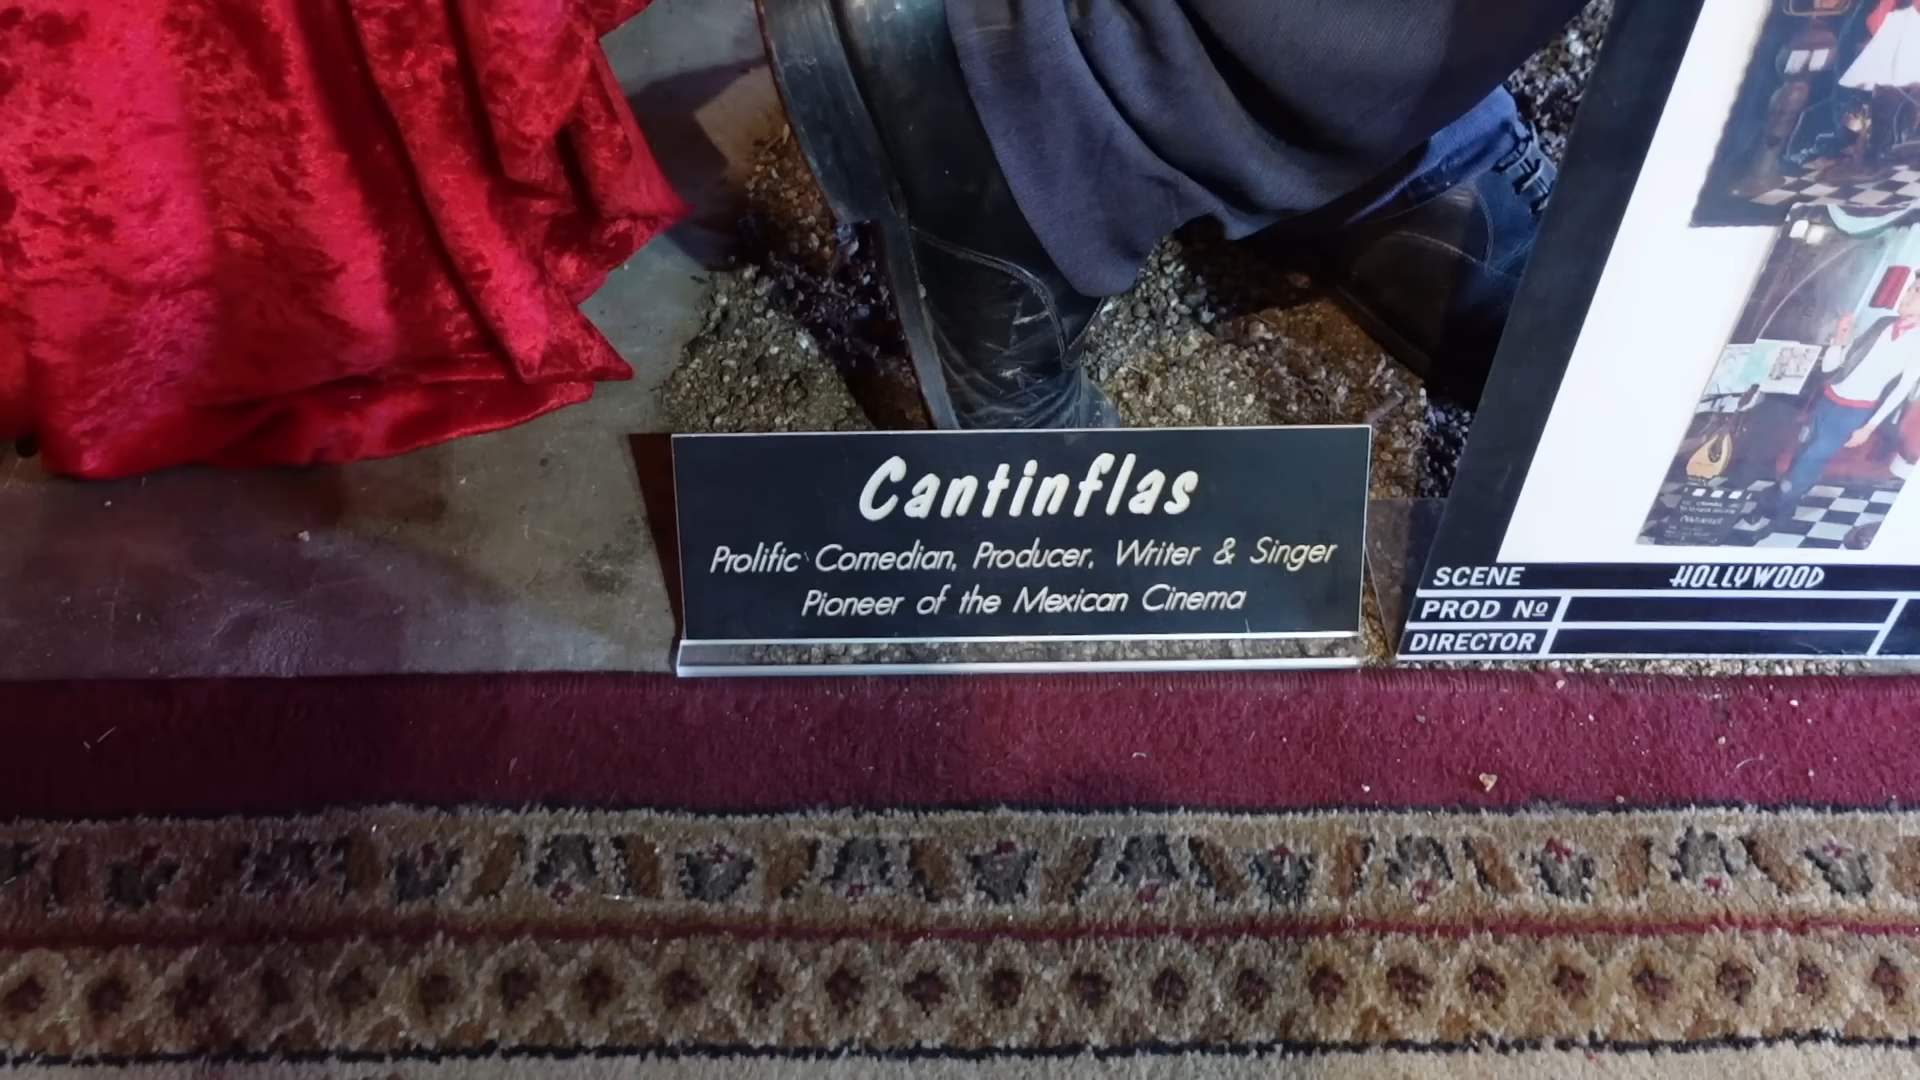 Cantinflas
Prolific Comedian, Producer, Writer & Singer
Pioneer of the Mexican Cinema
SCENE HOLLYWOOD
PROD Nº
DIRECTOR